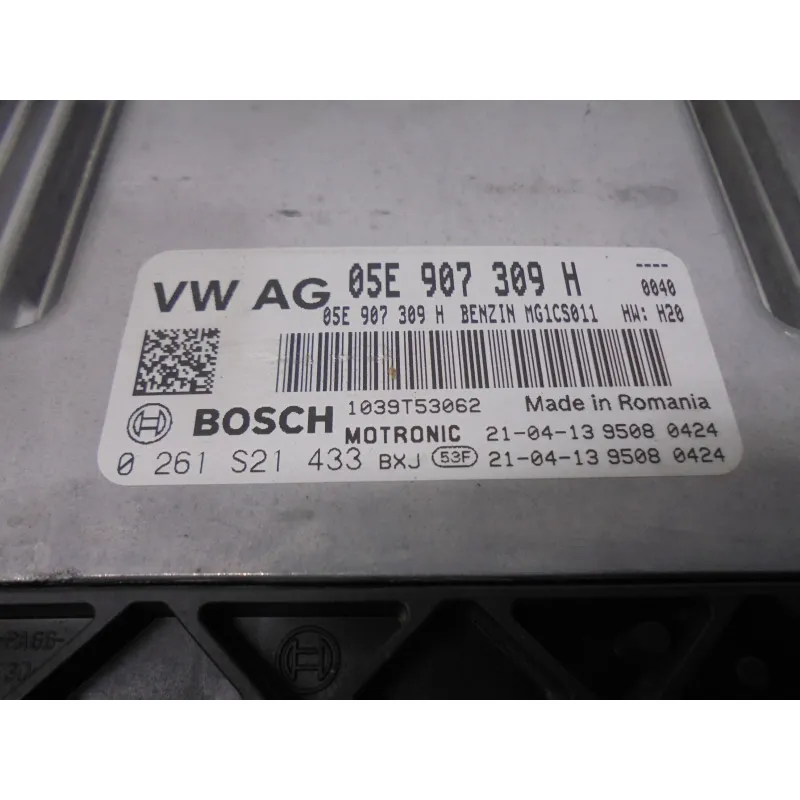 VW AG 05E 907 309 H ----
05E 907 309 H BENZIN MG1CS011 0040
HW: H20
BOSCH 1039T53062 Made in Romania
MOTRONIC 21-04-13 9508 0424
0 261 S21 433 BXJ 53F 21-04-13 9508 0424